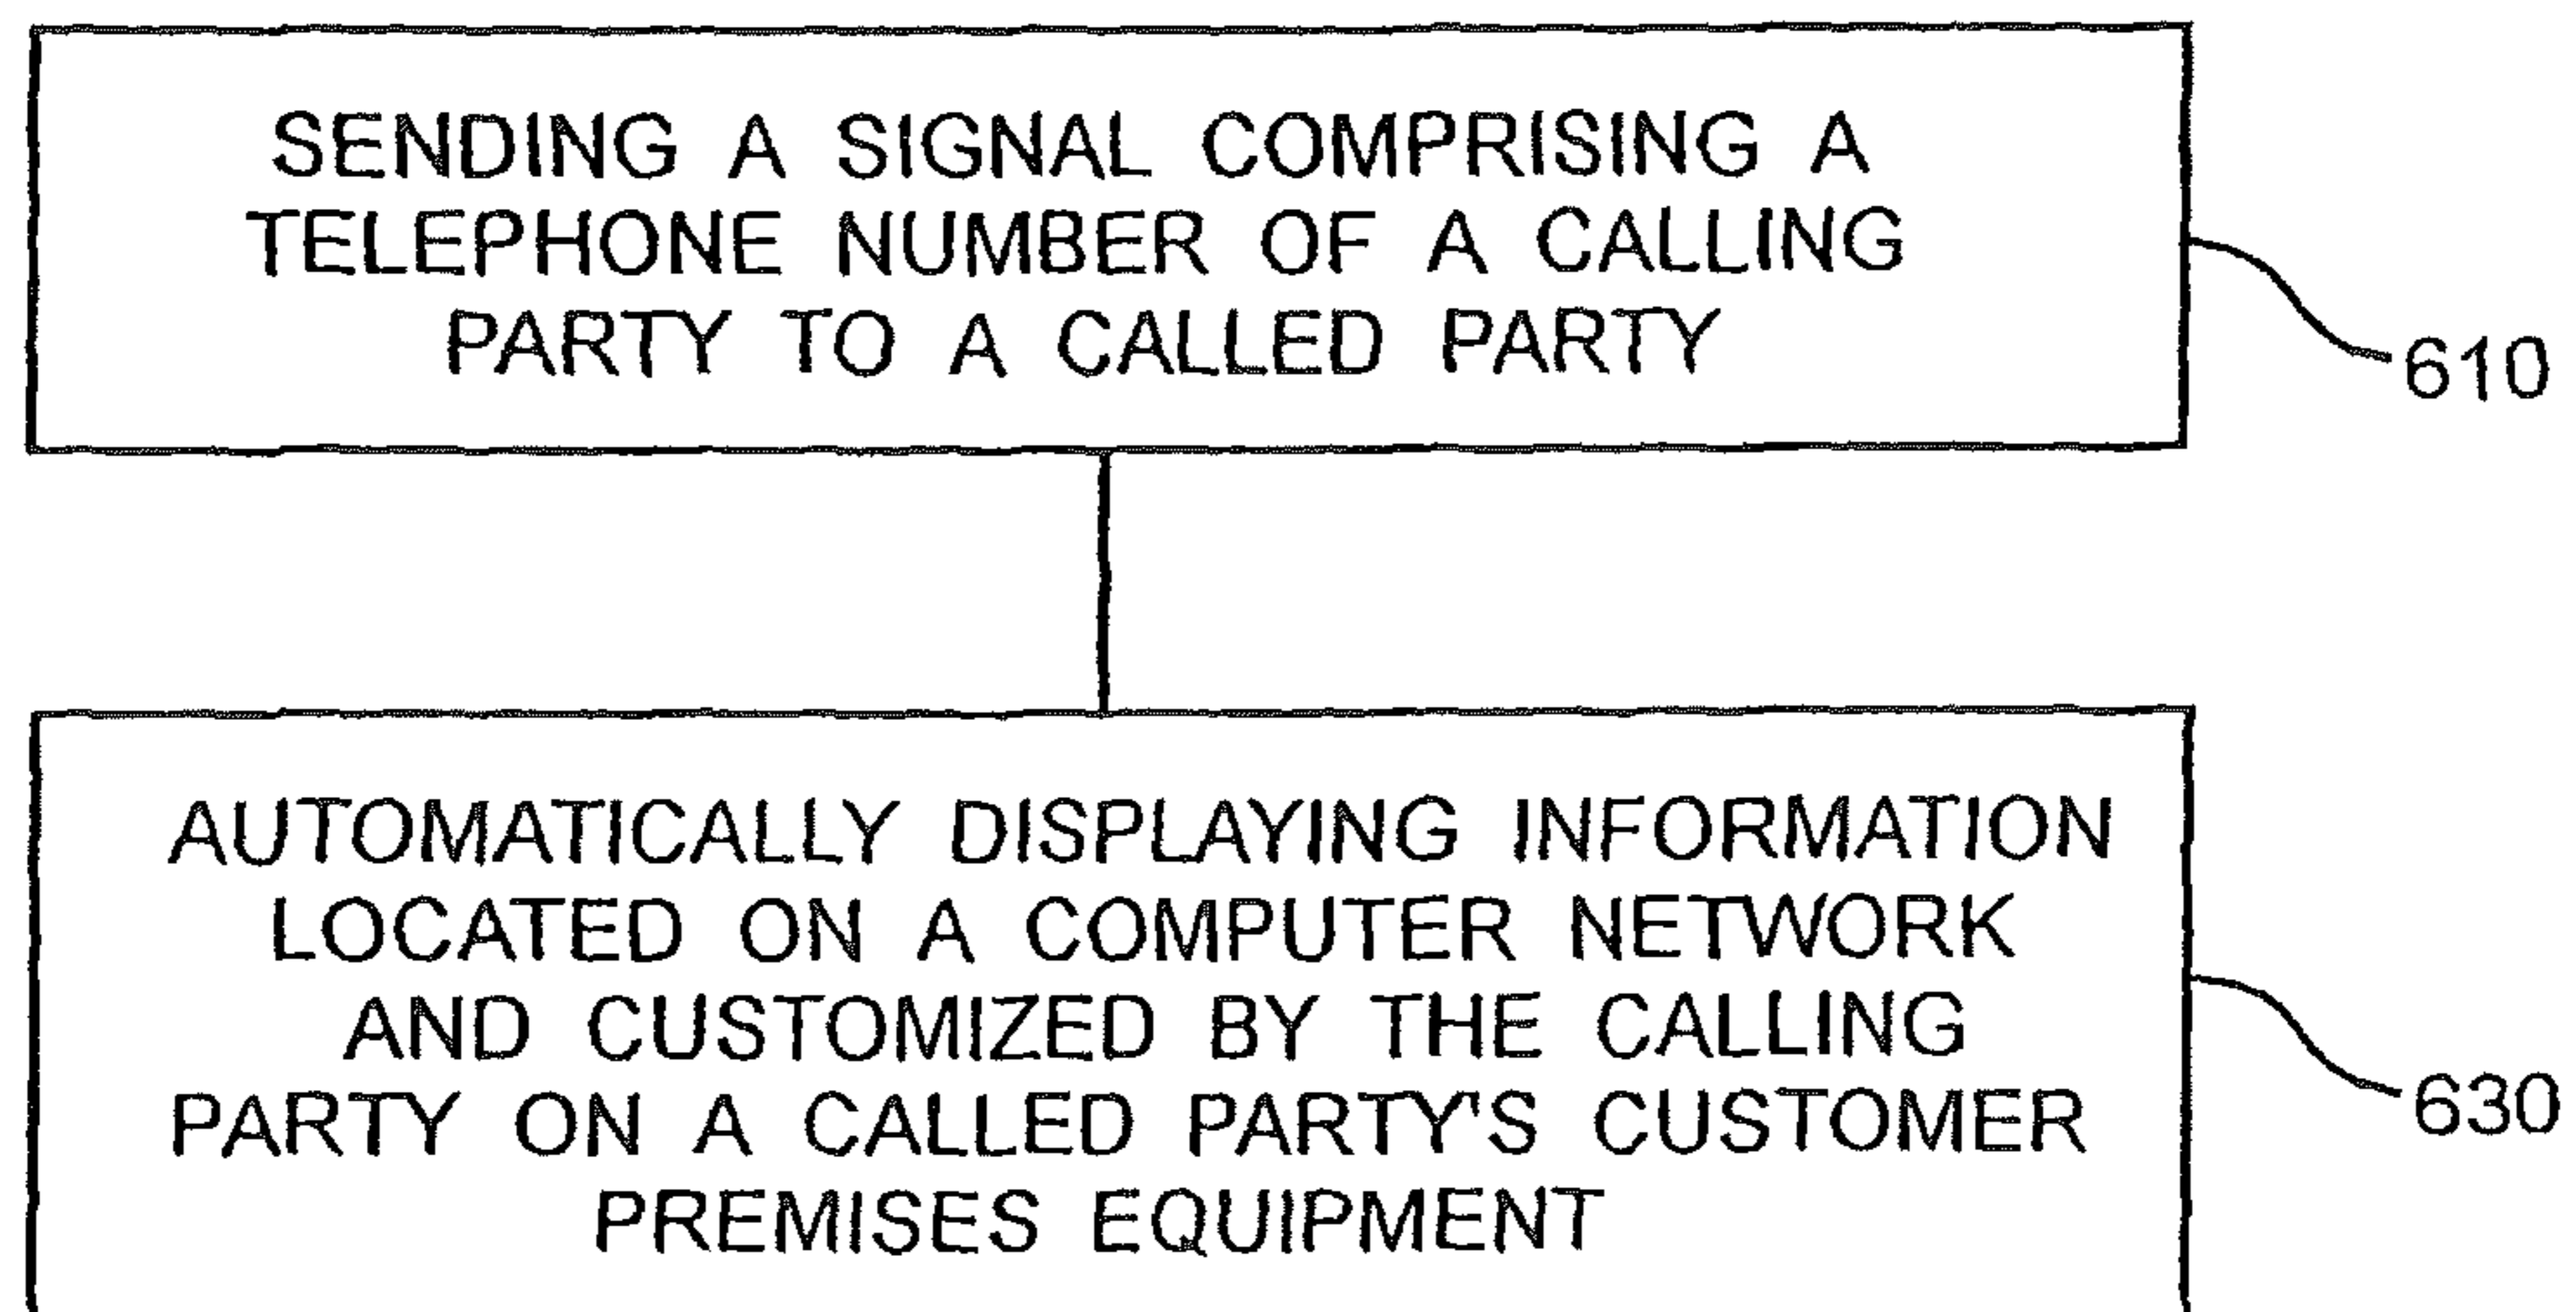 SENDING A SIGNAL COMPRISING A
TELEPHONE NUMBER OF A CALLING
PARTY TO A CALLED PARTY
610
AUTOMATICALLY DISPLAYING INFORMATION
LOCATED ON A COMPUTER NETWORK
AND CUSTOMIZED BY THE CALLING
PARTY ON A CALLED PARTY'S CUSTOMER
PREMISES EQUIPMENT
630